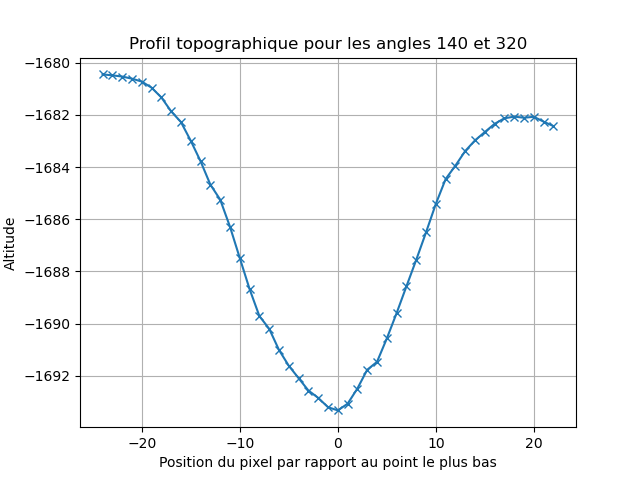 Profil topographique pour les angles 140 et 320
−1680
−1682
−1684
−1686
−1688
−1690
−1692
Altitude
−20 −10 0 10 20
Position du pixel par rapport au point le plus bas